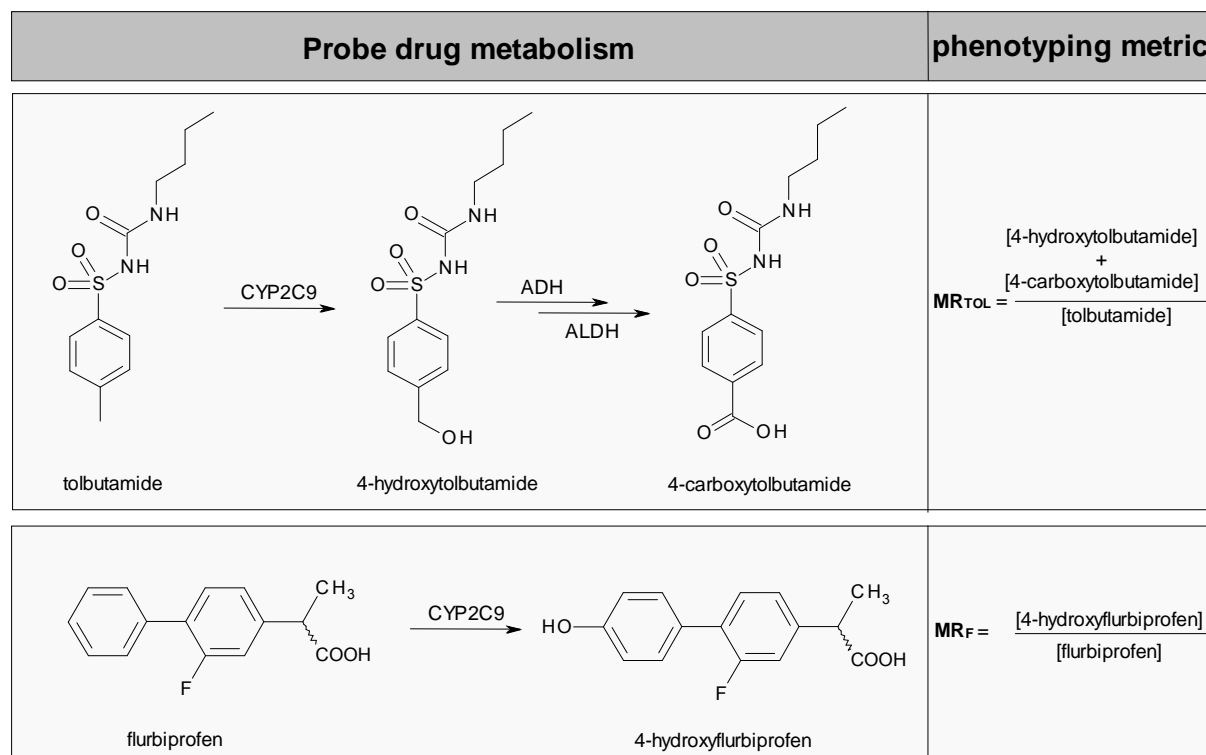 Probe drug metabolism
phenotyping metric
O
N
H
NH
O
S
O
O
NH
CYP2C9
OH
ADH
ALDH
O
NH
O
S
O
NH
O
OH
tolbutamide
4-hydroxytolbutamide
4-carboxytolbutamide
[4-hydroxytolbutamide]
+
[4-carboxytolbutamide]
MRTOL =
[tolbutamide]
CH3
COOH
F
CYP2C9
HO
CH3
COOH
F
flurbiprofen
4-hydroxyflurbiprofen
MRF =
[4-hydroxyflurbiprofen]
[flurbiprofen]